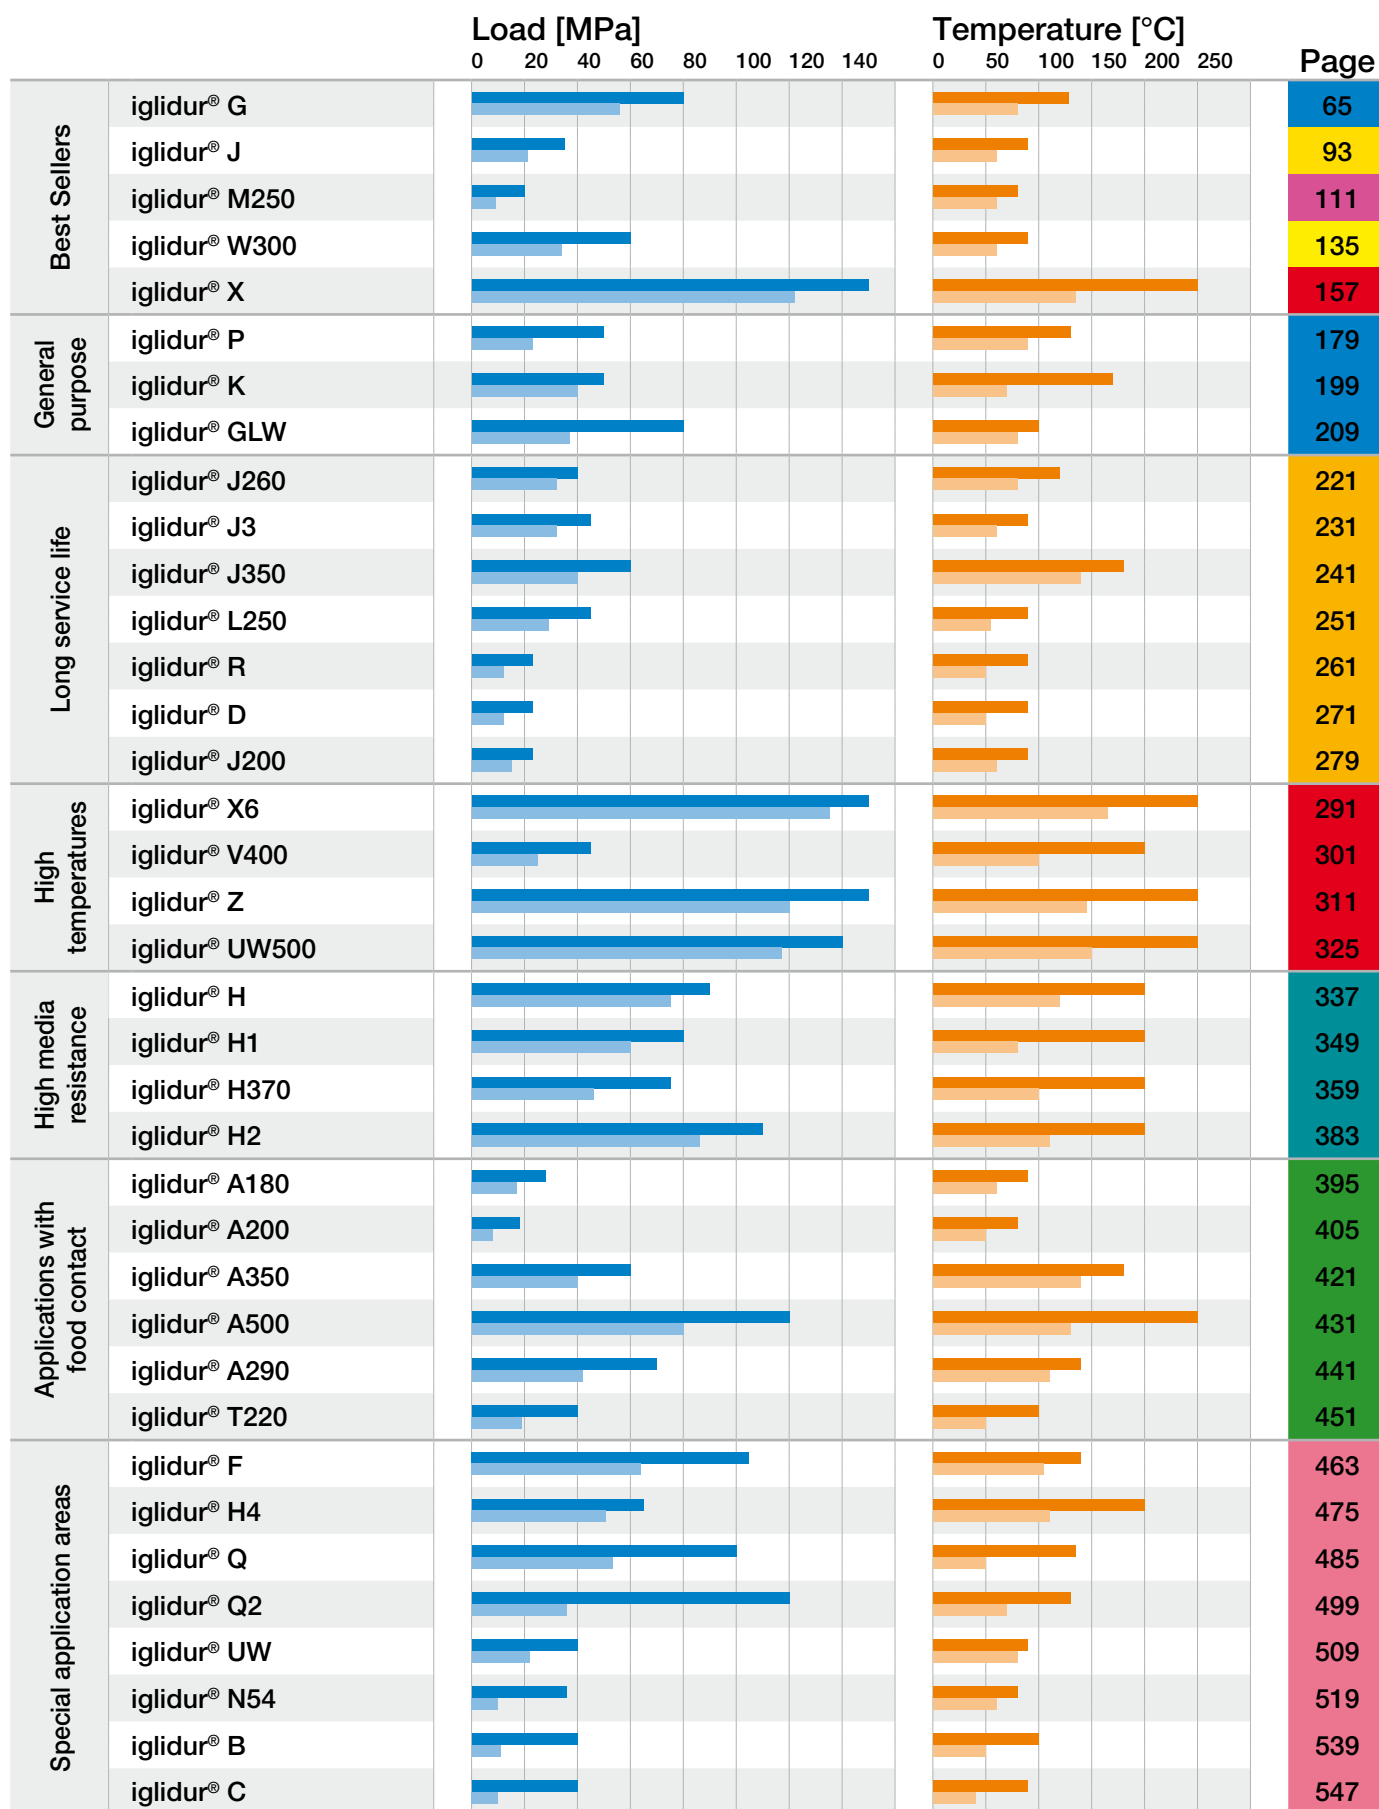 Load [MPa] Temperature [°C]
0 20 40 60 80 100 120 140 0 50 100 150 200 250 Page
Best Sellers
iglidur® G 65
iglidur® J 93
iglidur® M250 111
iglidur® W300 135
iglidur® X 157
General
purpose
iglidur® P 179
iglidur® K 199
iglidur® GLW 209
Long service life
iglidur® J260 221
iglidur® J3 231
iglidur® J350 241
iglidur® L250 251
iglidur® R 261
iglidur® D 271
iglidur® J200 279
High
temperatures
iglidur® X6 291
iglidur® V400 301
iglidur® Z 311
iglidur® UW500 325
High media
resistance
iglidur® H 337
iglidur® H1 349
iglidur® H370 359
iglidur® H2 383
Applications with
food contact
iglidur® A180 395
iglidur® A200 405
iglidur® A350 421
iglidur® A500 431
iglidur® A290 441
iglidur® T220 451
Special application areas
iglidur® F 463
iglidur® H4 475
iglidur® Q 485
iglidur® Q2 499
iglidur® UW 509
iglidur® N54 519
iglidur® B 539
iglidur® C 547